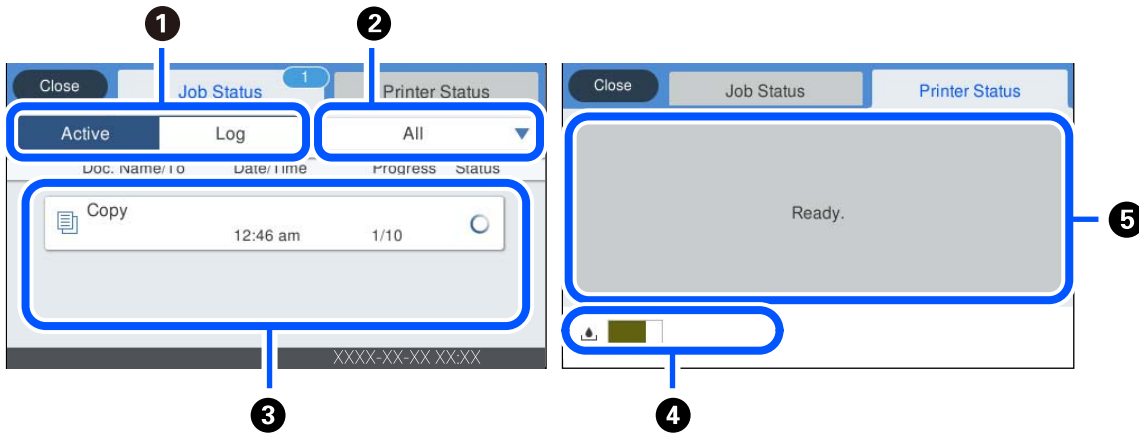 1 2
Close Job Status 1 Printer Status
Active Log All
Doc. Name/To Date/Time Progress Status
Copy
12:46 am 1/10
XXXX-XX-XX XX:XX
3
Close Job Status Printer Status
Ready.
5
4